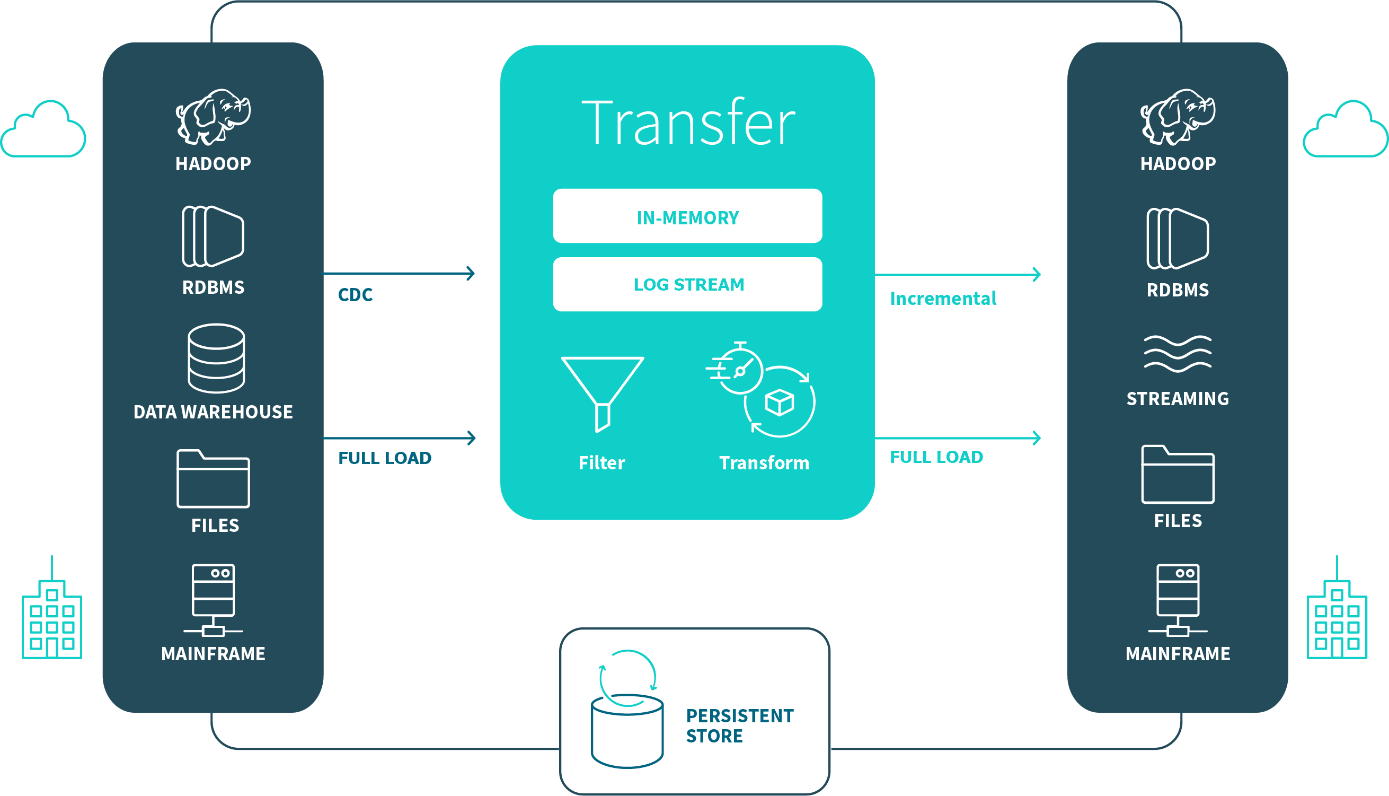 HADOOP
RDBMS
DATA WAREHOUSE
FILES
MAINFRAME
CDC
FULL LOAD
Transfer
IN-MEMORY
LOG STREAM
Filter
Transform
Incremental
FULL LOAD
HADOOP
RDBMS
STREAMING
FILES
MAINFRAME
PERSISTENT
STORE